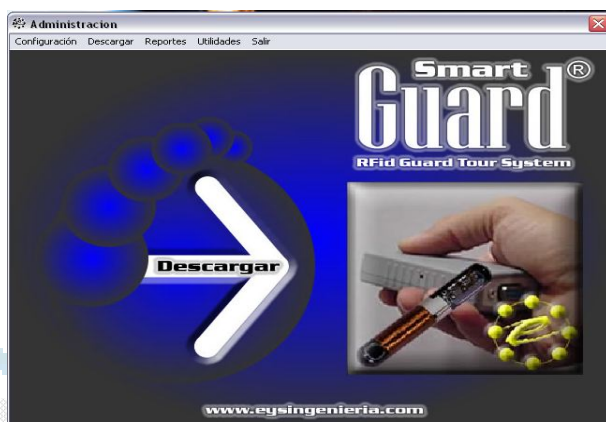 Administracion
Configuración Descargar Reportes Utilidades Salir
Smart ®
Guard
RFid Guard Tour System
Descargar
www.eysingenieria.com